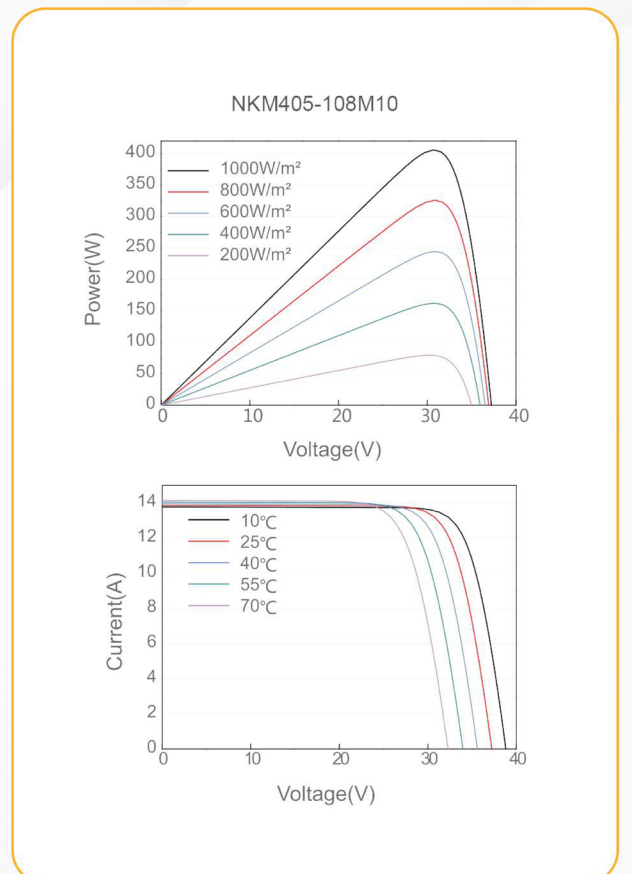 NKM405-108M10
Power(W)
400
350
300
250
200
150
100
50
0
1000W/m²
800W/m²
600W/m²
400W/m²
200W/m²
0 10 20 30 40
Voltage(V)
Current(A)
14
12
10
8
6
4
2
0
10℃
25℃
40℃
55℃
70℃
0 10 20 30 40
Voltage(V)